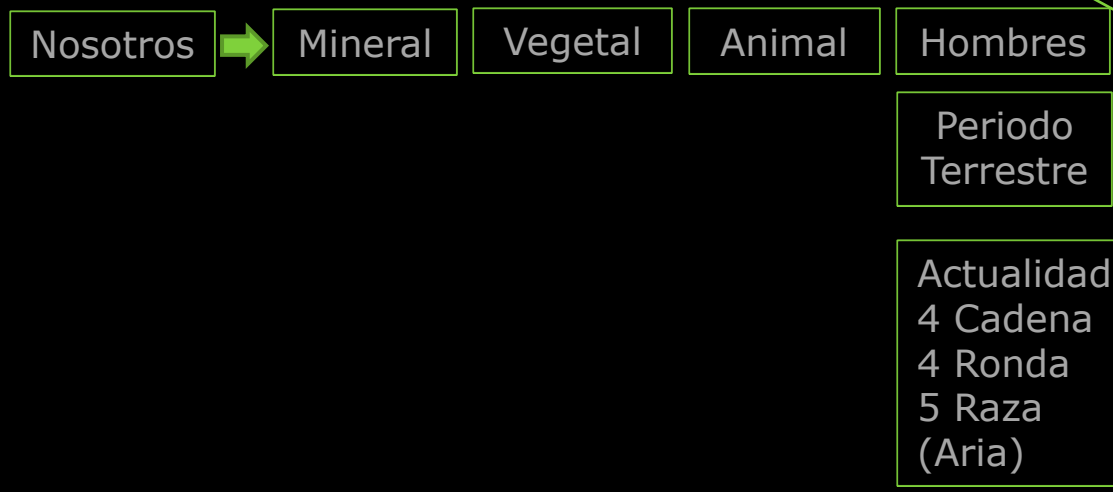 Nosotros Mineral Vegetal Animal Hombres
Periodo
Terrestre
Actualidad
4 Cadena
4 Ronda
5 Raza
(Aria)